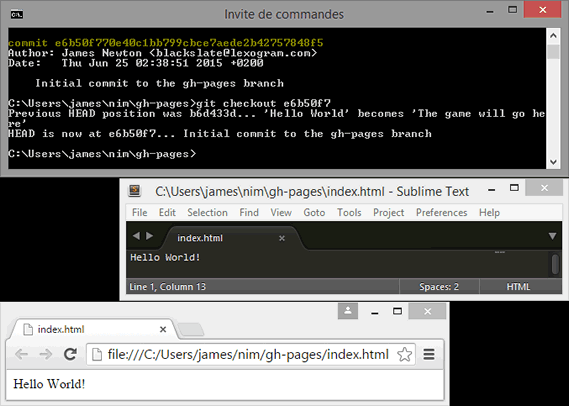 Invite de commandes
commit e6b50f770e40c1bb799cbce7aede2b42757848f5
Author: James Newton <blackslate@lexogram.com>
Date:   Thu Jun 25 02:38:51 2015 +0200
Initial commit to the gh-pages branch
C:\Users\james\nim\gh-pages>git checkout e6b50f7
Previous HEAD position was b6d433d... 'Hello World' becomes 'The game will go he
re'
HEAD is now at e6b50f7... Initial commit to the gh-pages branch
C:\Users\james\nim\gh-pages>
C:\Users\james\nim\gh-pages\index.html - Sublime Text
File Edit Selection Find View Goto Tools Project Preferences Help
index.html
Hello World!
Line 1, Column 13 Spaces: 2 HTML
index.html
file:///C:/Users/james/nim/gh-pages/index.html
Hello World!